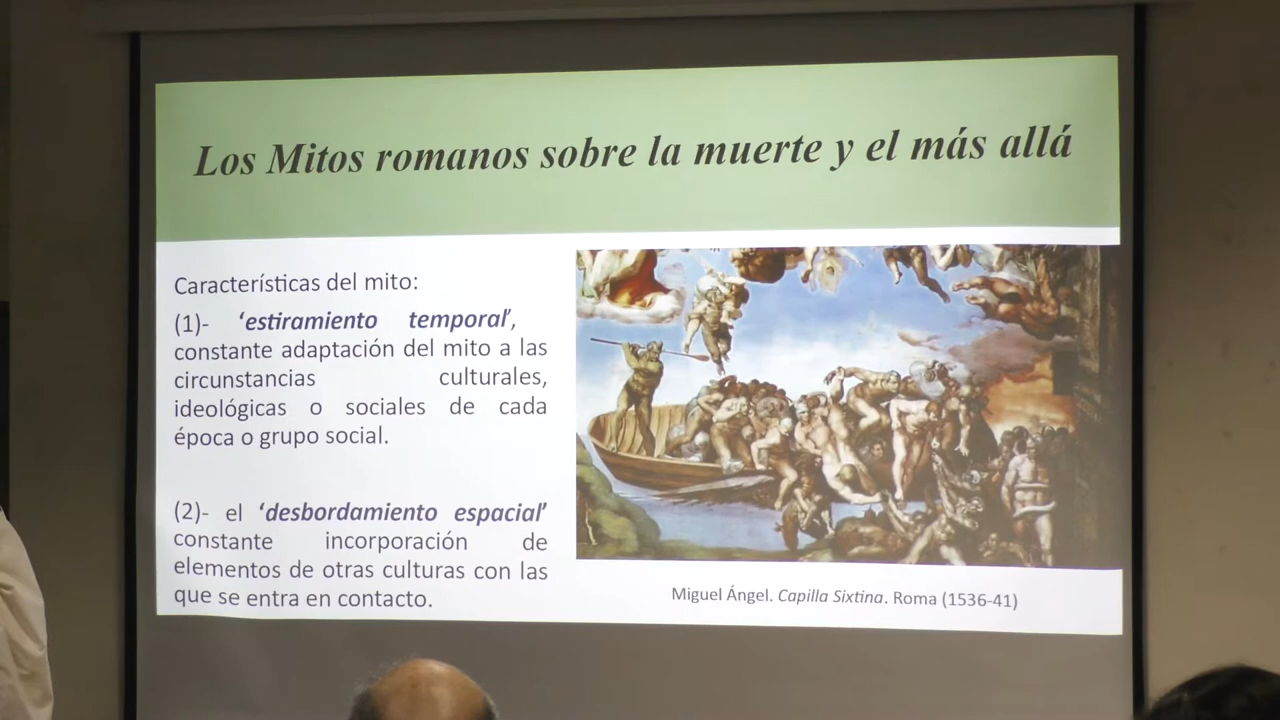 Los Mitos romanos sobre la muerte y el más allá
Características del mito:
(1)- ‘estiramiento temporal’,
constante adaptación del mito a las
circunstancias culturales,
ideológicas o sociales de cada
época o grupo social.
(2)- el ‘desbordamiento espacial’
constante incorporación de
elementos de otras culturas con las
que se entra en contacto.
Miguel Ángel. Capilla Sixtina. Roma (1536-41)